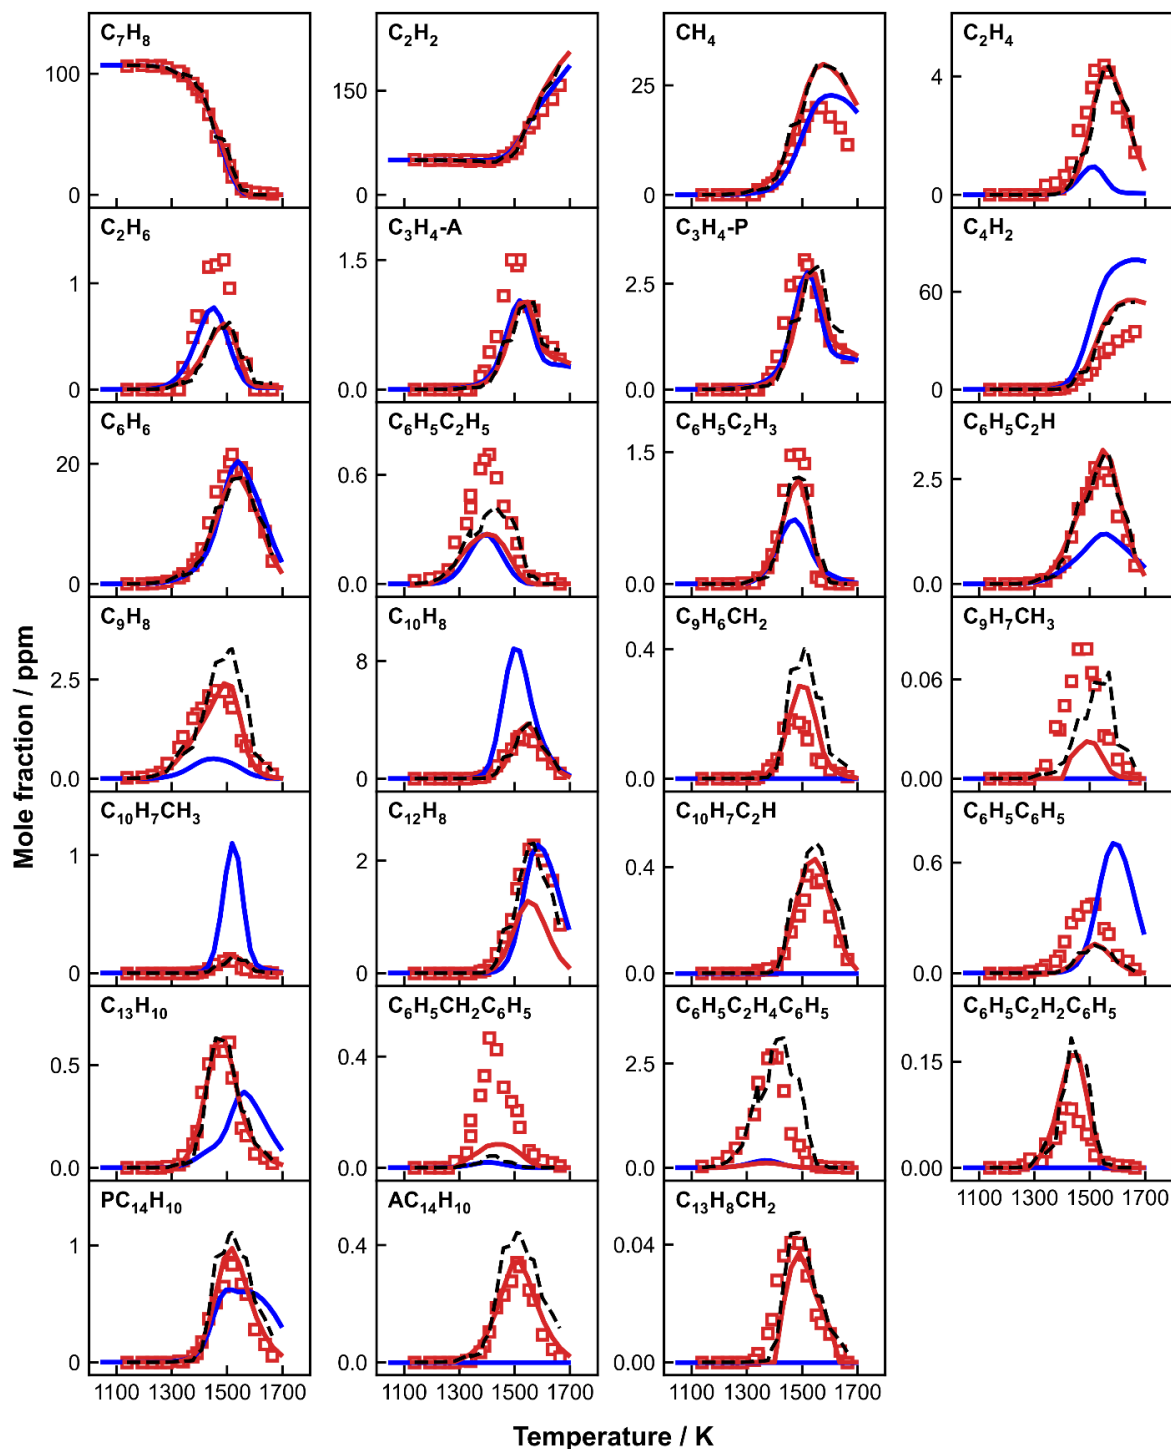 C₇H₈
C₂H₂
CH₄
C₂H₄
100
0
150
0
25
0
4
0
C₂H₆
C₃H₄-A
C₃H₄-P
C₄H₂
1
0
1.5
0.0
2.5
0.0
60
0
C₆H₆
C₆H₅C₂H₅
C₆H₅C₂H₃
C₆H₅C₂H
20
0
0.6
0.0
1.5
0.0
2.5
0.0
C₉H₈
C₁₀H₈
C₉H₆CH₂
C₉H₇CH₃
2.5
0.0
8
0
0.4
0.0
0.06
0.00
C₁₀H₇CH₃
C₁₂H₈
C₁₀H₇C₂H
C₆H₅C₆H₅
1
0
2
0
0.4
0.0
0.6
0.0
C₁₃H₁₀
C₆H₅CH₂C₆H₅
C₆H₅C₂H₄C₆H₅
C₆H₅C₂H₂C₆H₅
0.5
0.0
0.4
0.0
2.5
0.0
0.15
0.00
1100 1300 1500 1700
PC₁₄H₁₀
AC₁₄H₁₀
C₁₃H₈CH₂
1
0
0.4
0.0
0.04
0.00
1100 1300 1500 1700
1100 1300 1500 1700
1100 1300 1500 1700
Mole fraction / ppm
Temperature / K